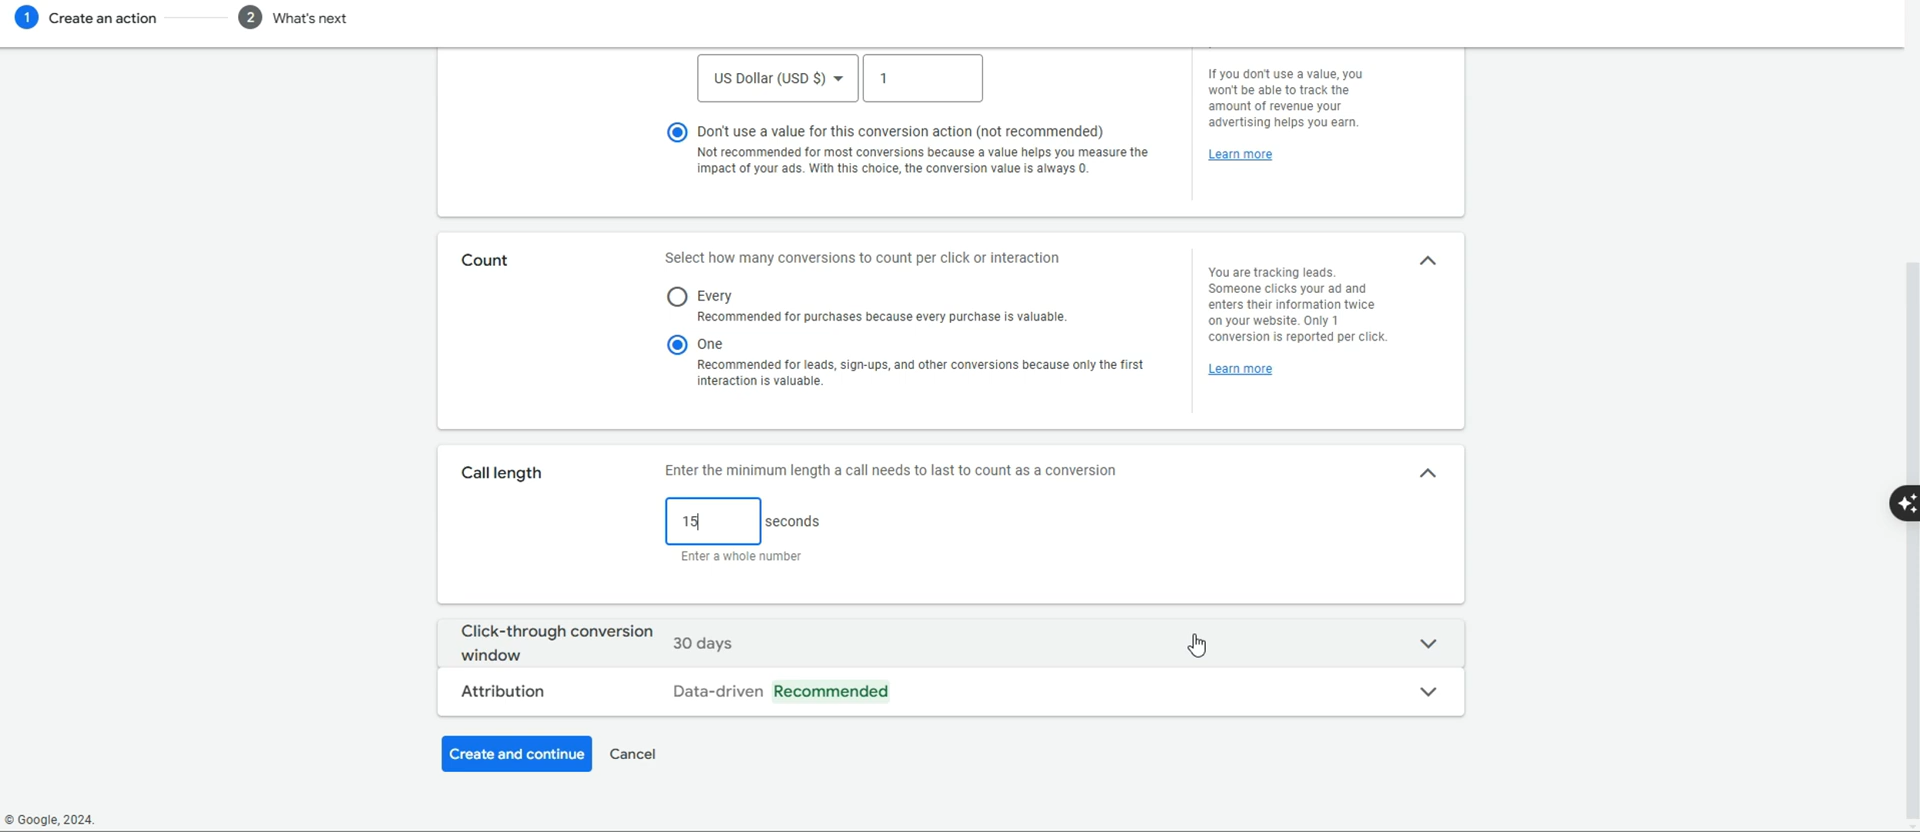 1 Create an action 2 What's next
US Dollar (USD $) 1
Don't use a value for this conversion action (not recommended)
Not recommended for most conversions because a value helps you measure the
impact of your ads. With this choice, the conversion value is always 0.
If you don't use a value, you
won't be able to track the
amount of revenue your
advertising helps you earn.
Learn more
Count
Select how many conversions to count per click or interaction
Every
Recommended for purchases because every purchase is valuable.
One
Recommended for leads, sign-ups, and other conversions because only the first
interaction is valuable.
You are tracking leads.
Someone clicks your ad and
enters their information twice
on your website. Only 1
conversion is reported per click.
Learn more
Call length
Enter the minimum length a call needs to last to count as a conversion
15 seconds
Enter a whole number
Click-through conversion
window
30 days
Attribution Data-driven Recommended
Create and continue Cancel
© Google, 2024.